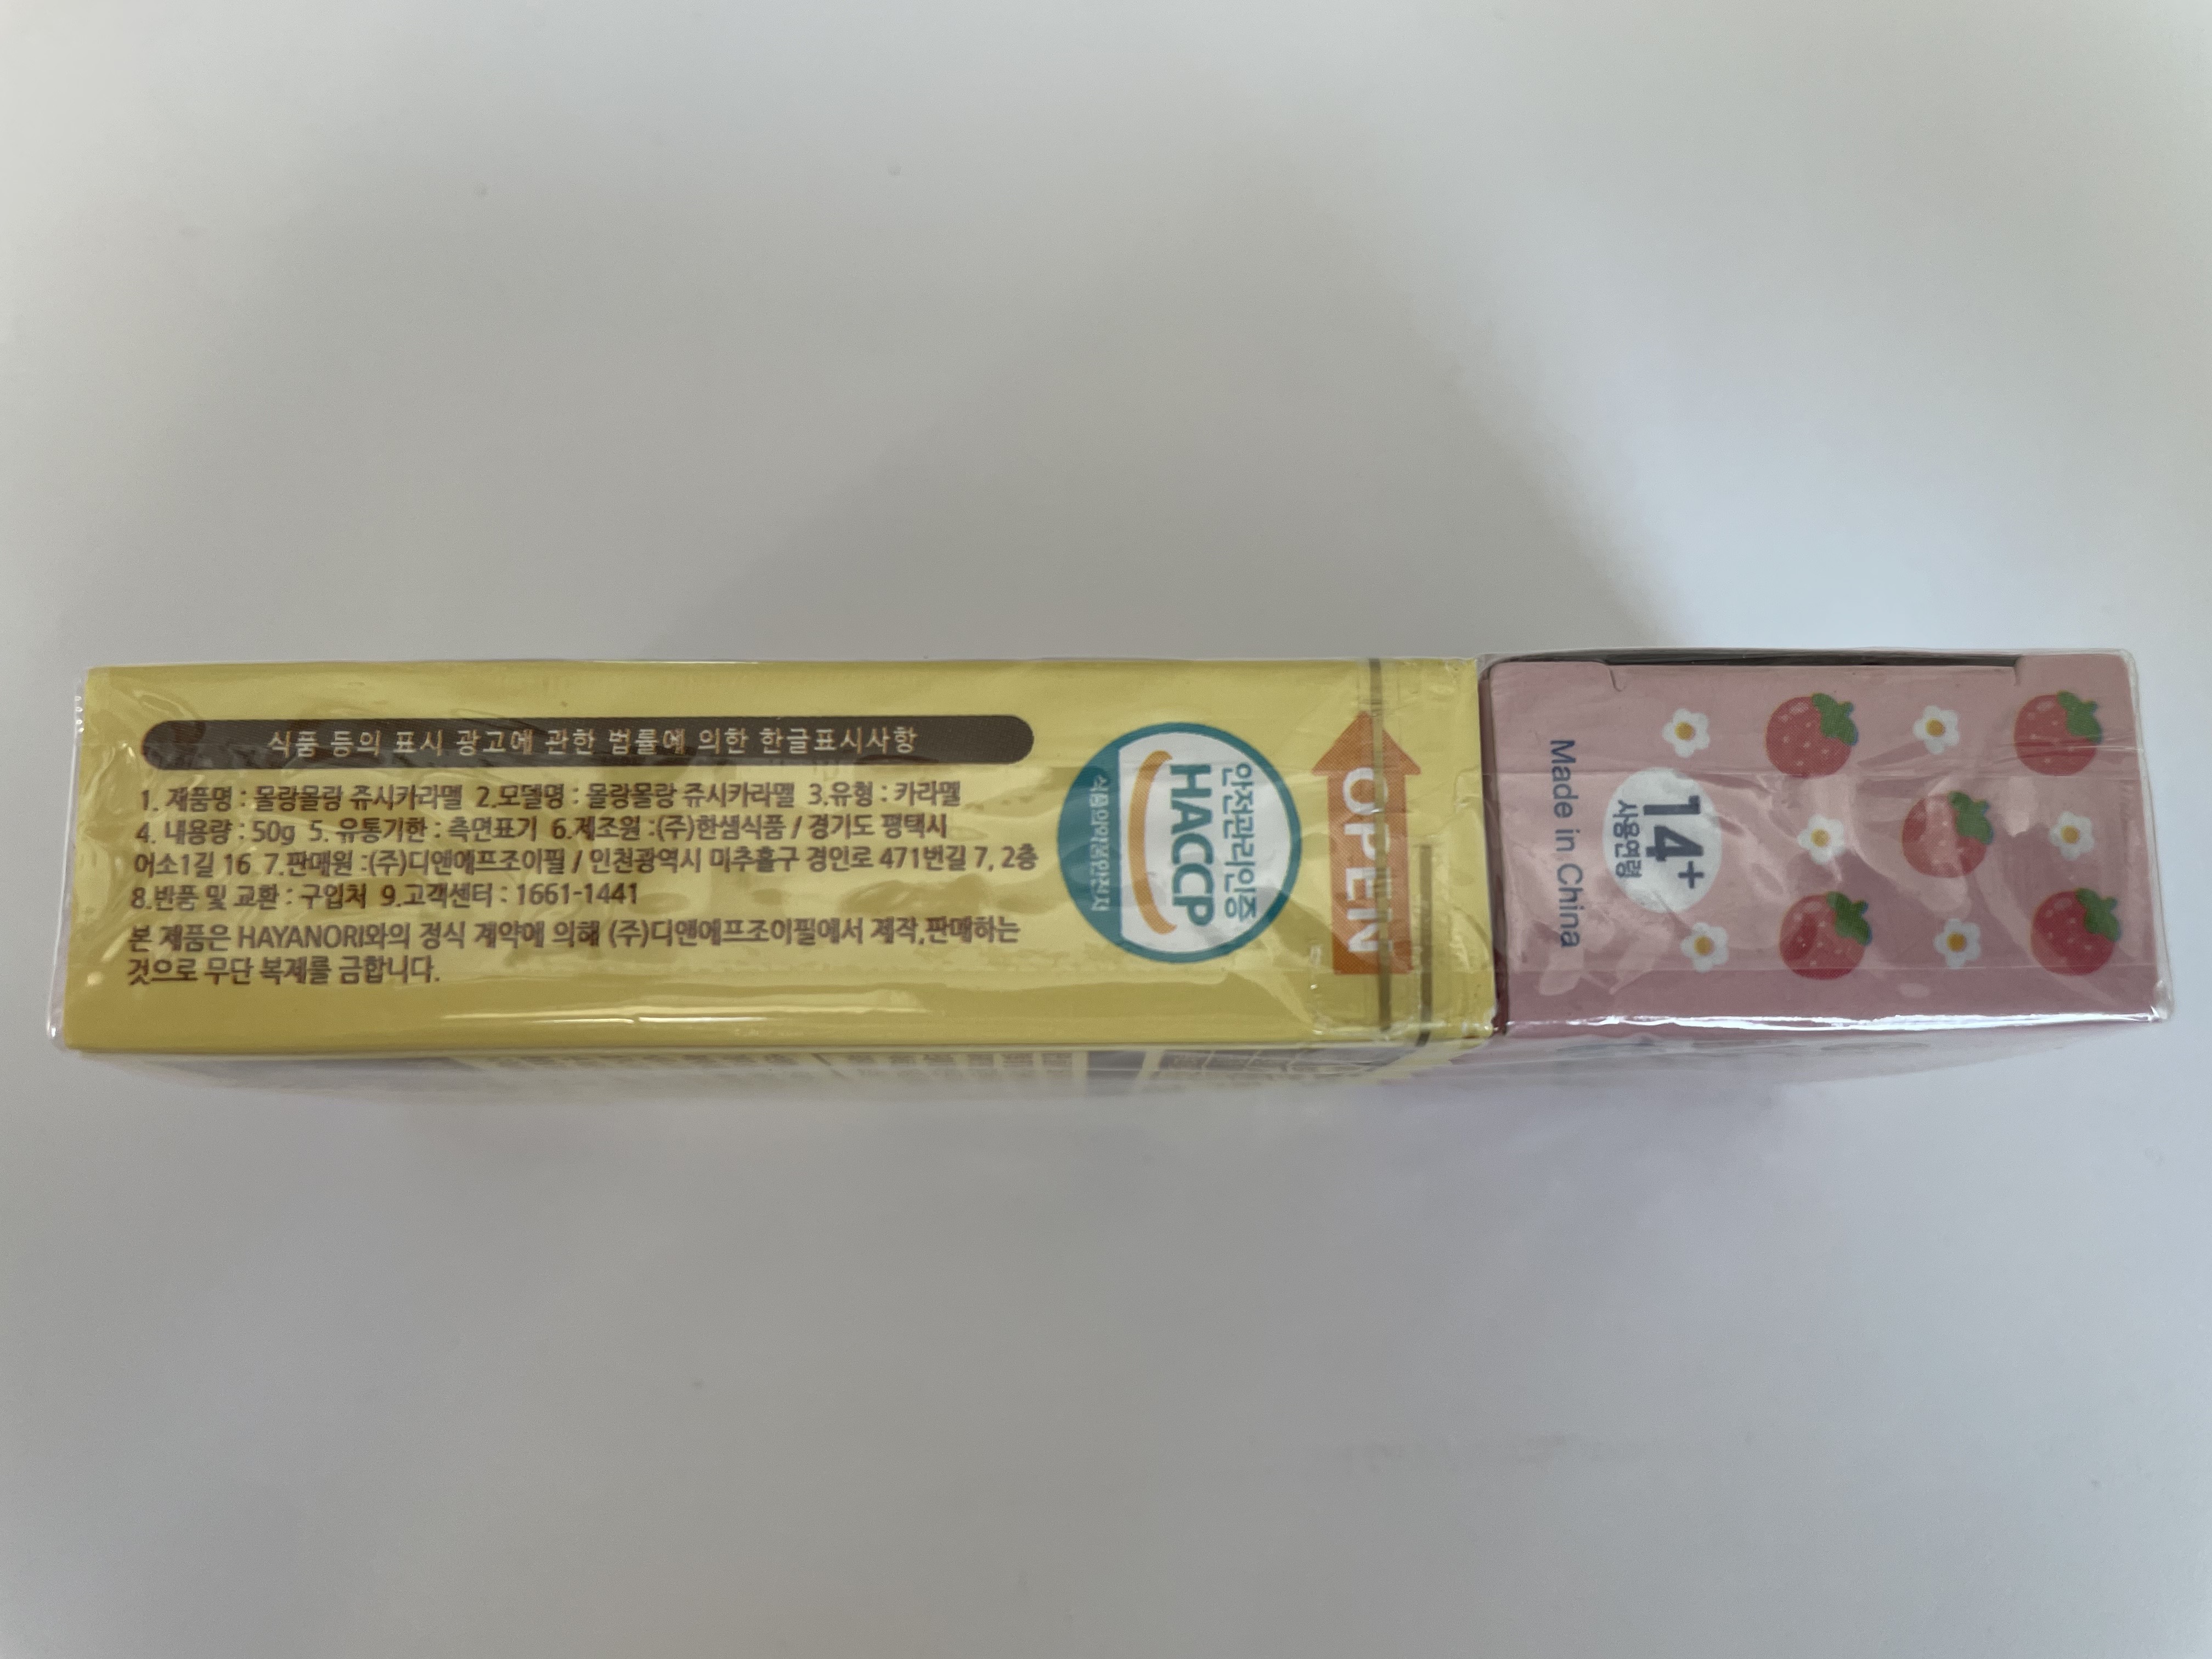 식품 등의 표시 광고에 관한 법률에 의한 한글표시사항
1. 제품명 : 몰랑몰랑 쥬시카라멜 2.모델명 : 몰랑몰랑 쥬시카라멜 3.유형 : 카라멜
4. 내용량 : 50g 5. 유통기한 : 측면표기 6.제조원 :(주)한샘식품 / 경기도 평택시
어소1길 16 7.판매원 :(주)디앤에프조이필 / 인천광역시 미추홀구 경인로 471번길 7, 2층
8.반품 및 교환 : 구입처 9.고객센터 : 1661-1441
본 제품은 HAYANORI와의 정식 계약에 의해 (주)디앤에프조이필에서 제작,판매하는
것으로 무단 복제를 금합니다.
안전관리인증
HACCP
식품의약품안전처
OPEN
14+
사용연령
Made in China